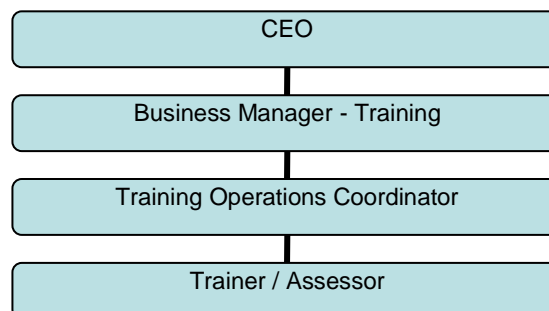 CEO
Business Manager - Training
Training Operations Coordinator
Trainer / Assessor